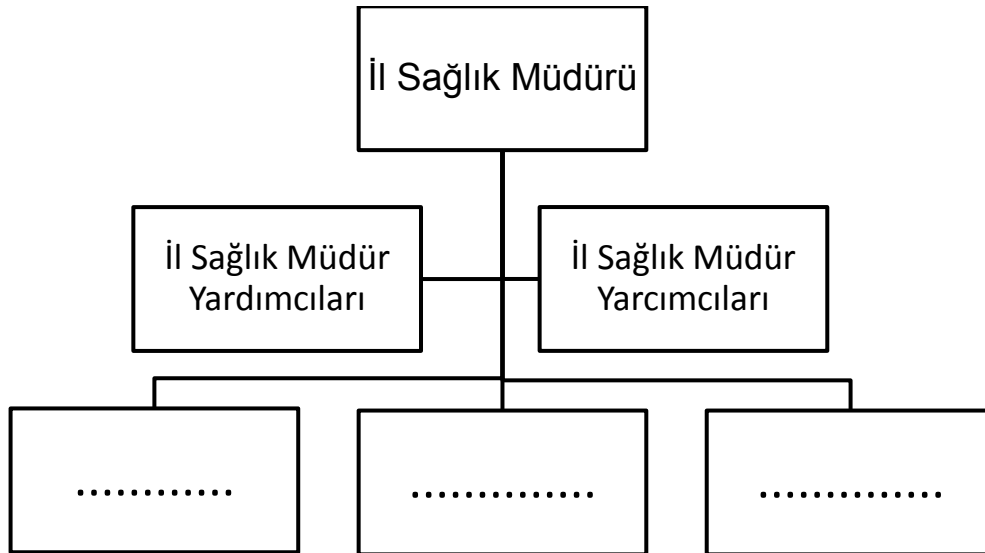 İl Sağlık Müdürü
İl Sağlık Müdür
Yardımcıları
İl Sağlık Müdür
Yarcımcıları
............
..............
..............